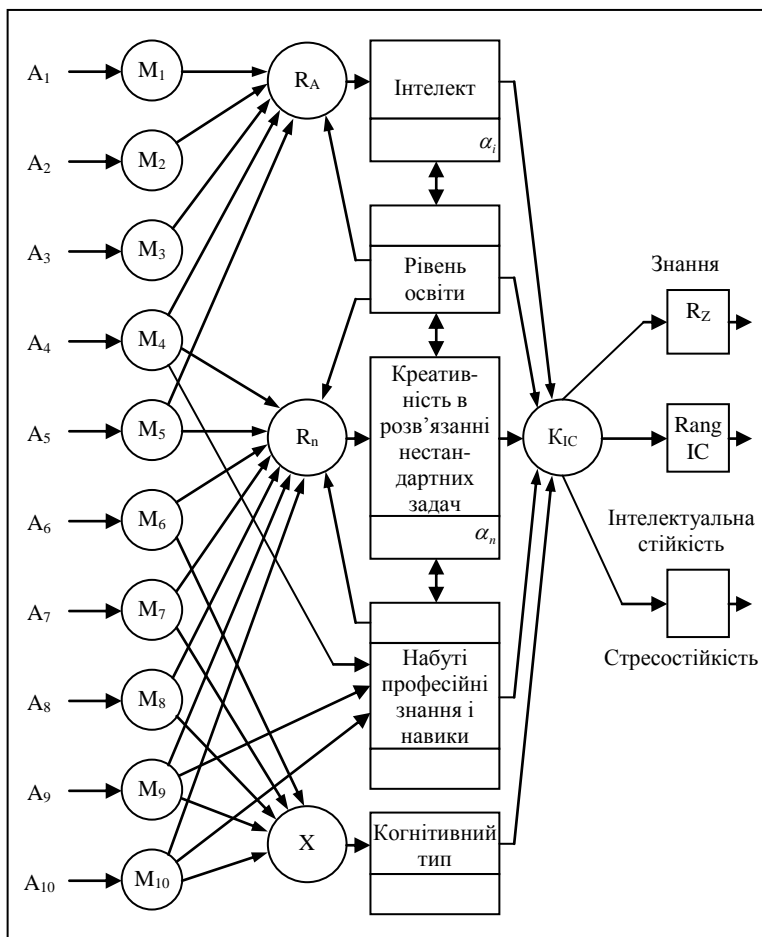 A1
M1
A2
M2
A3
M3
A4
M4
A5
M5
A6
M6
A7
M7
A8
M8
A9
M9
A10
M10
RA
Rn
X
Інтелект
αi
Рівень
освіти
Креатив-
ність в
розв’язанні
нестан-
дартних
задач
αn
Набуті
професійні
знання і
навики
Когнітивний
тип
KIC
Знання
RZ
Rang
IC
Інтелектуальна
стійкість
Стресостійкість